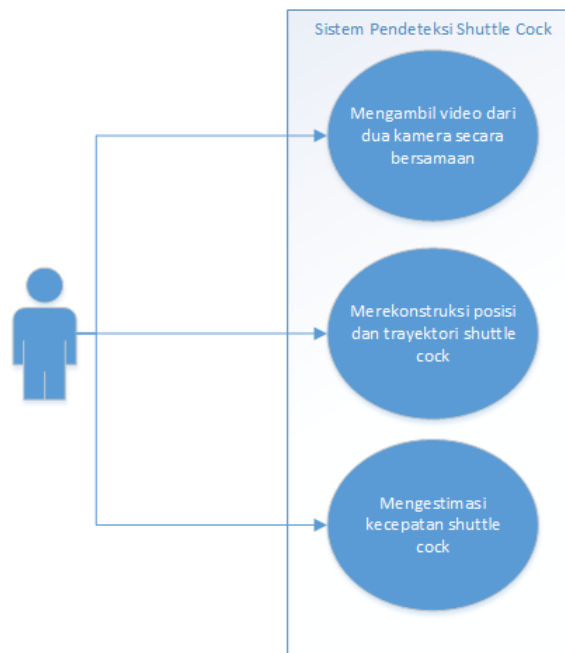 Sistem Pendeteksi Shuttle Cock
Mengambil video dari
dua kamera secara
bersamaan
Merekonstruksi posisi
dan trayektori shuttle
cock
Mengestimasi
kecepatan shuttle
cock